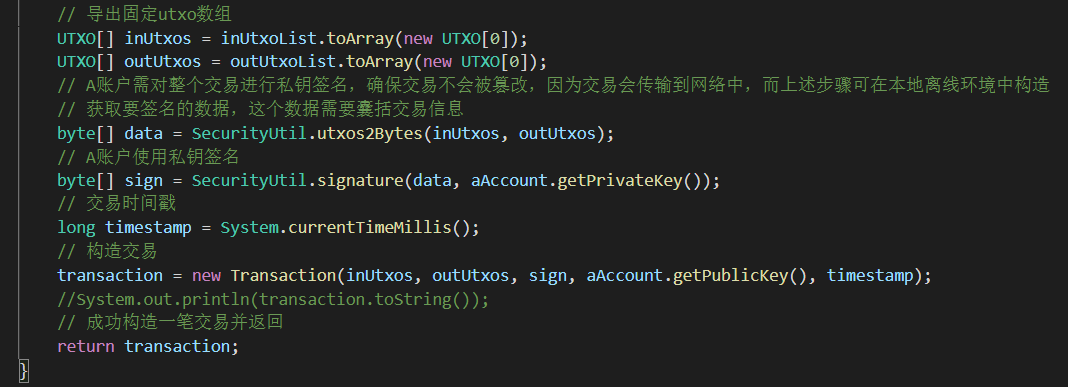 // 导出固定utxo数组
UTXO[] inUtxos = inUtxoList.toArray(new UTXO[0]);
UTXO[] outUtxos = outUtxoList.toArray(new UTXO[0]);
// A账户需对整个交易进行私钥签名，确保交易不会被篡改，因为交易会传输到网络中，而上述步骤可在本地离线环境中构造
// 获取要签名的数据，这个数据需要囊括交易信息
byte[] data = SecurityUtil.utxos2Bytes(inUtxos, outUtxos);
// A账户使用私钥签名
byte[] sign = SecurityUtil.signature(data, aAccount.getPrivateKey());
// 交易时间戳
long timestamp = System.currentTimeMillis();
// 构造交易
transaction = new Transaction(inUtxos, outUtxos, sign, aAccount.getPublicKey(), timestamp);
//System.out.println(transaction.toString());
// 成功构造一笔交易并返回
return transaction;
}